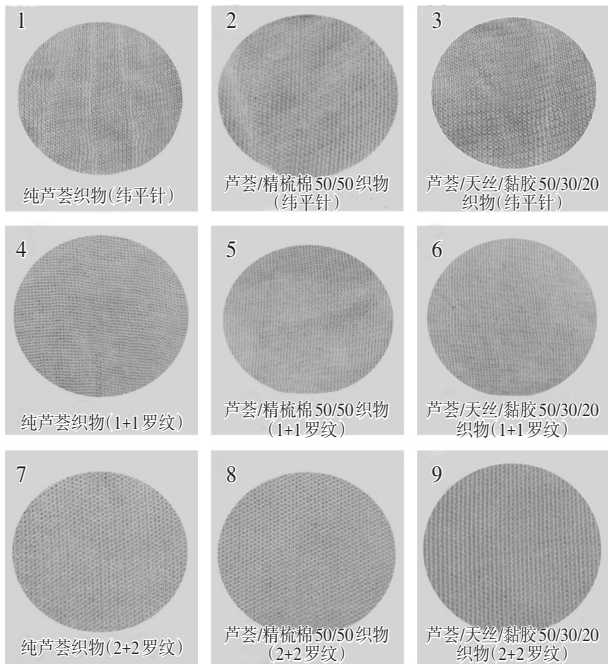 1
纯芦荟织物(纬平针)
2
芦荟/精梳棉50/50织物
(纬平针)
3
芦荟/天丝/黏胶50/30/20
织物(纬平针)
4
纯芦荟织物(1+1罗纹)
5
芦荟/精梳棉50/50织物
(1+1罗纹)
6
芦荟/天丝/黏胶50/30/20
织物(1+1罗纹)
7
纯芦荟织物(2+2罗纹)
8
芦荟/精梳棉50/50织物
(2+2罗纹)
9
芦荟/天丝/黏胶50/30/20
织物(2+2罗纹)